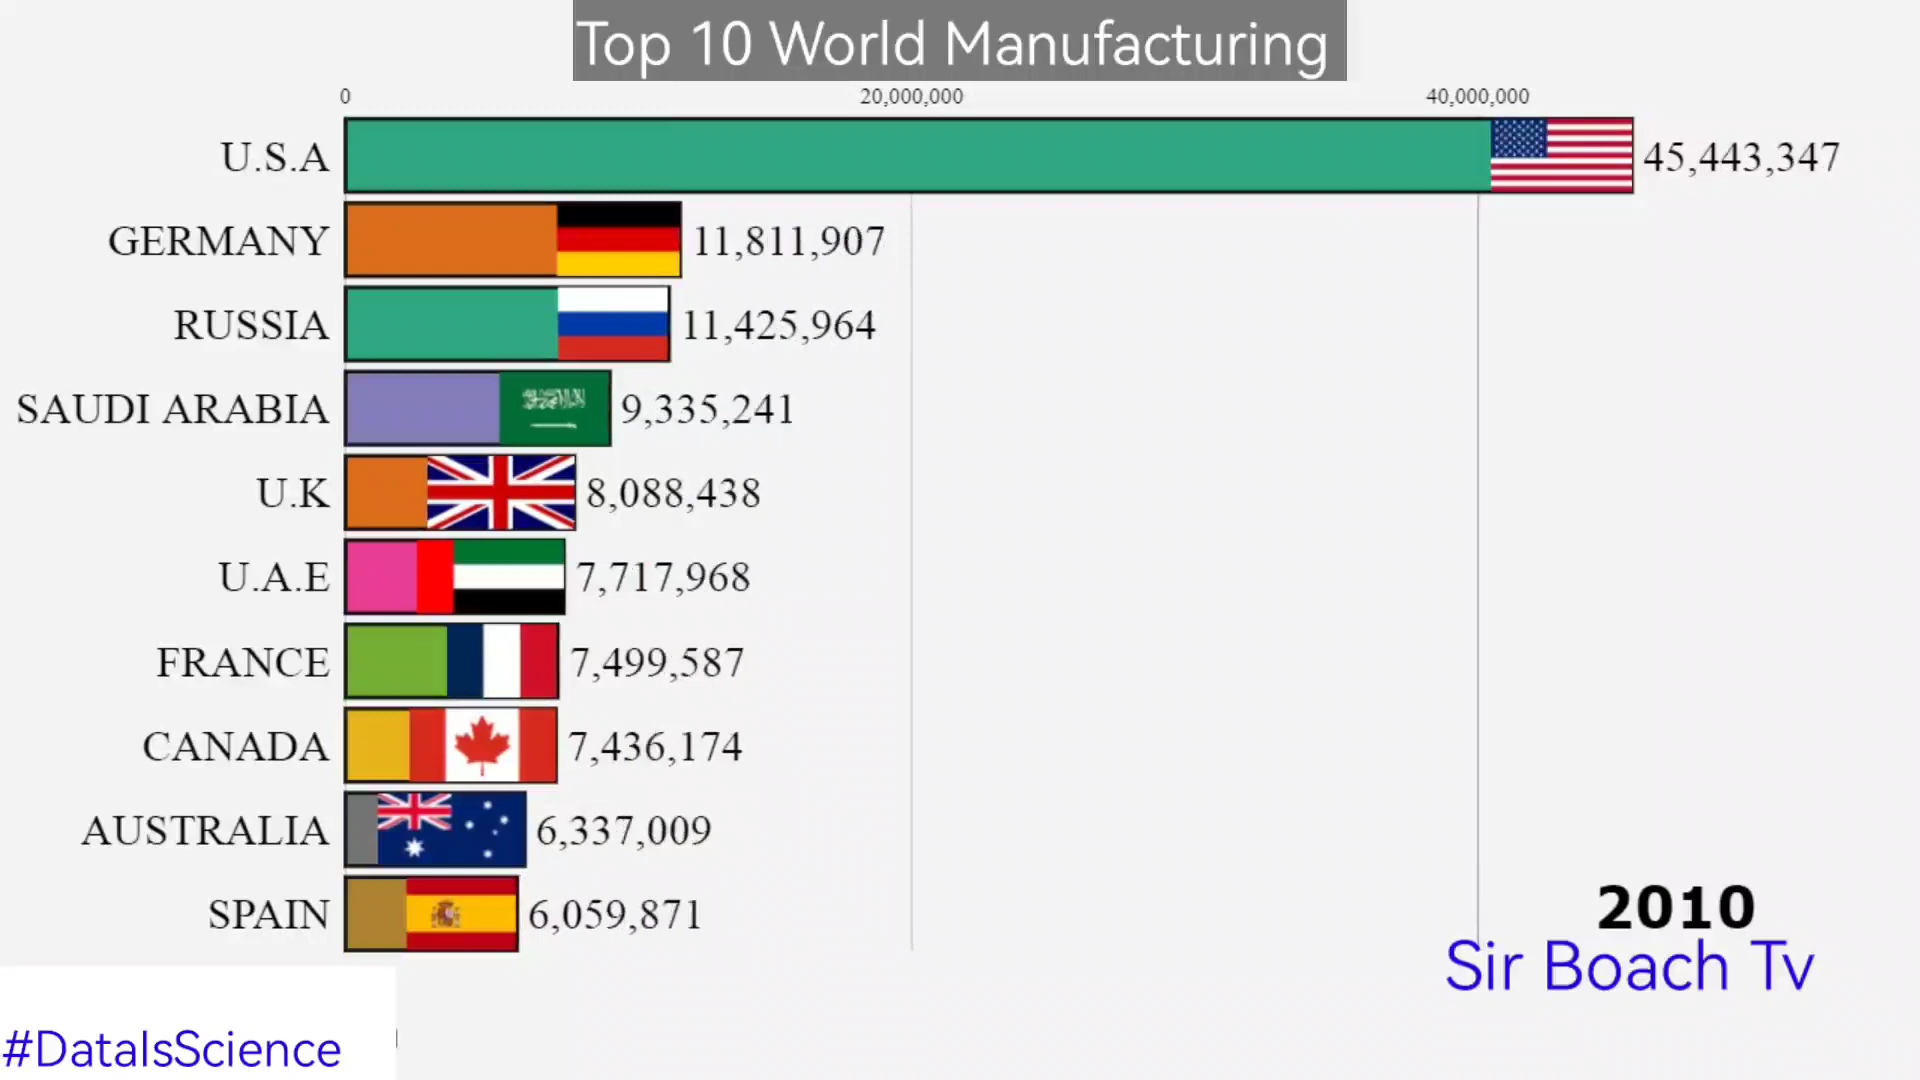 Top 10 World Manufacturing
0 20,000,000 40,000,000
U.S.A 45,443,347
GERMANY 11,811,907
RUSSIA 11,425,964
SAUDI ARABIA 9,335,241
U.K 8,088,438
U.A.E 7,717,968
FRANCE 7,499,587
CANADA 7,436,174
AUSTRALIA 6,337,009
SPAIN 6,059,871
2010
Sir Boach Tv
#DataIsScience